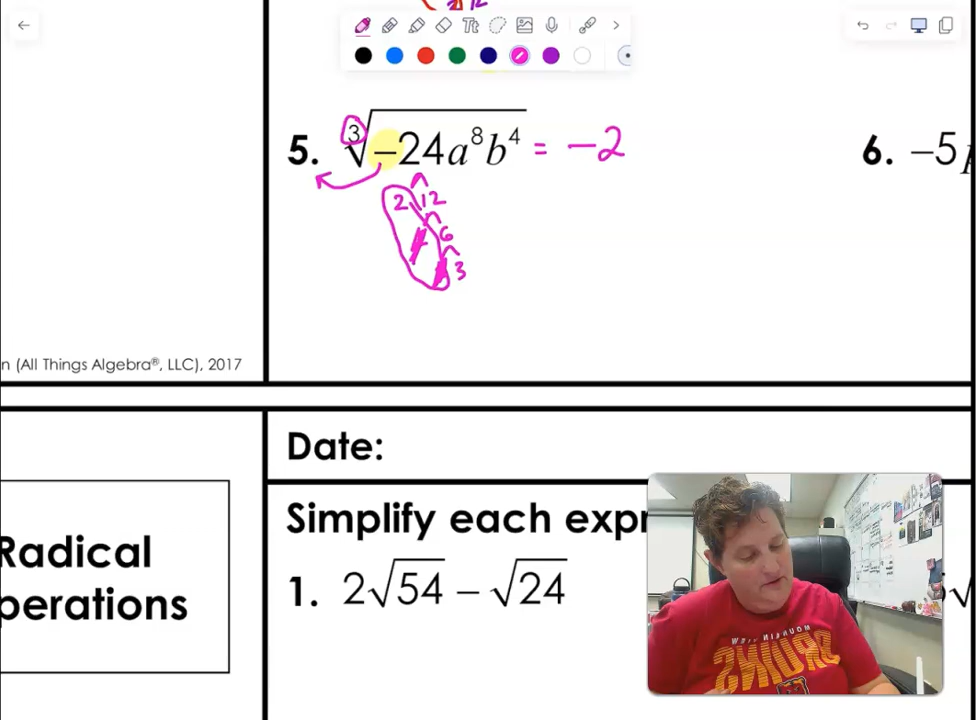 Tt
5. ∛−24a⁸b⁴ = −2
6. −5
2 12
6
3
n (All Things Algebra®, LLC), 2017
Date:
Radical
perations
Simplify each expr
1. 2√54 − √24